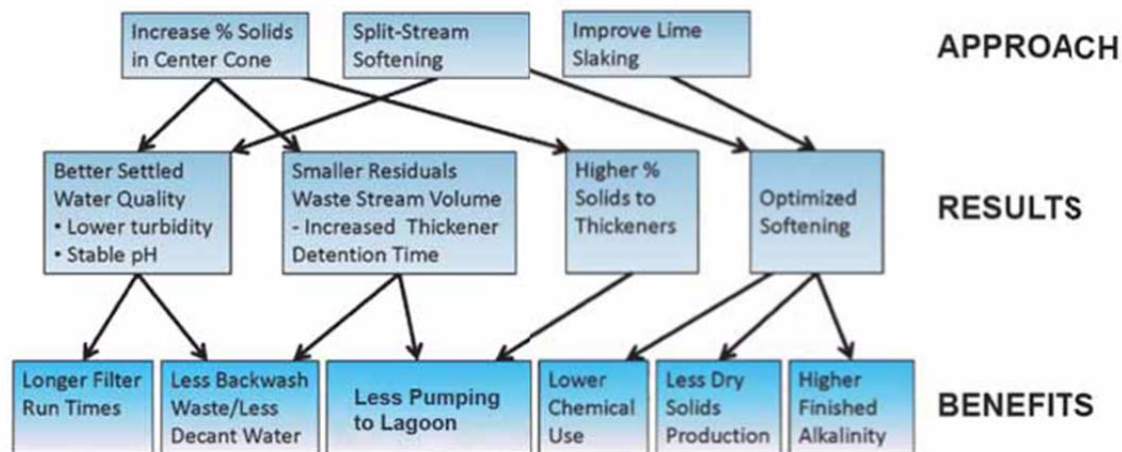 Increase % Solids
in Center Cone
Split-Stream
Softening
Improve Lime
Slaking
APPROACH
Better Settled
Water Quality
• Lower turbidity
• Stable pH
Smaller Residuals
Waste Stream Volume
- Increased Thickener
Detention Time
Higher %
Solids to
Thickeners
Optimized
Softening
RESULTS
Longer Filter
Run Times
Less Backwash
Waste/Less
Decant Water
Less Pumping
to Lagoon
Lower
Chemical
Use
Less Dry
Solids
Production
Higher
Finished
Alkalinity
BENEFITS